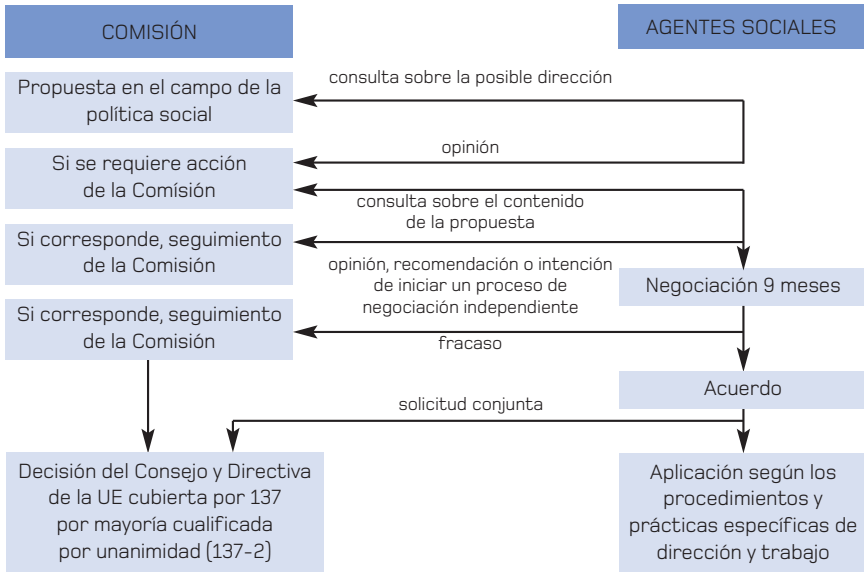 COMISIÓN
AGENTES SOCIALES
consulta sobre la posible dirección
Propuesta en el campo de la
política social
opinión
Si se requiere acción
de la Comísión
consulta sobre el contenido
de la propuesta
Si corresponde, seguimiento
de la Comisión
opinión, recomendación o intención
de iniciar un proceso de
negociación independiente
Negociación 9 meses
Si corresponde, seguimiento
de la Comisión
fracaso
Acuerdo
solicitud conjunta
Decisión del Consejo y Directiva
de la UE cubierta por 137
por mayoría cualificada
por unanimidad (137-2)
Aplicación según los
procedimientos y
prácticas específicas de
dirección y trabajo